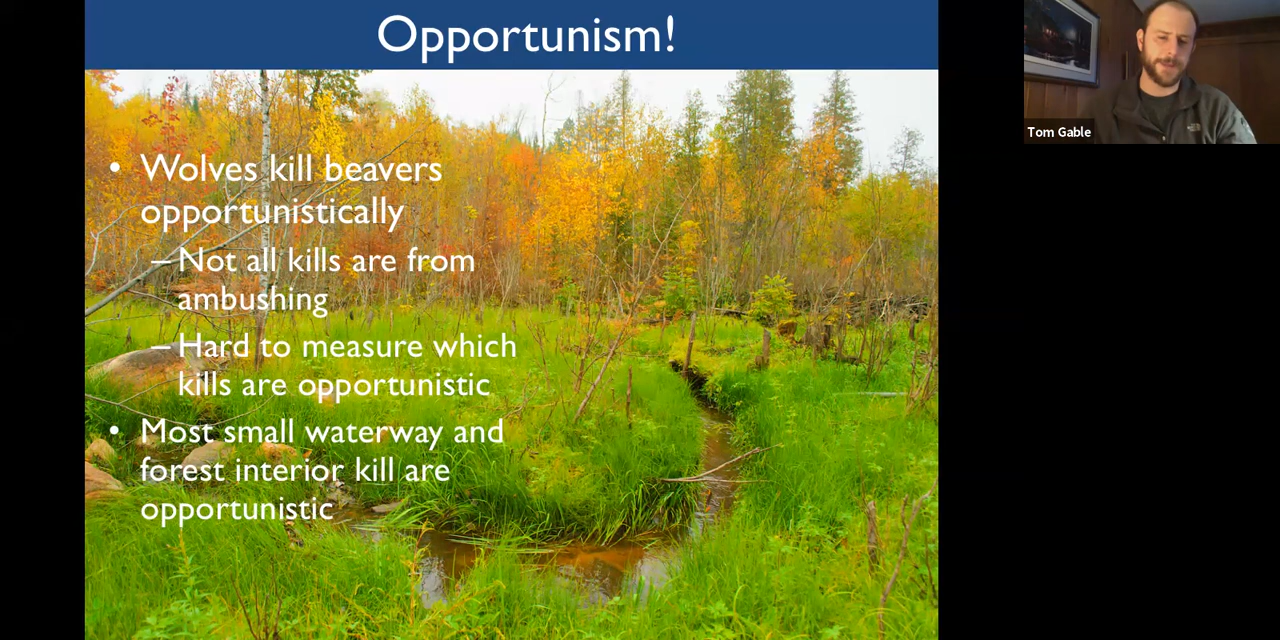 Opportunism!
• Wolves kill beavers
opportunistically
– Not all kills are from
ambushing
– Hard to measure which
kills are opportunistic
• Most small waterway and
forest interior kill are
opportunistic
Tom Gable